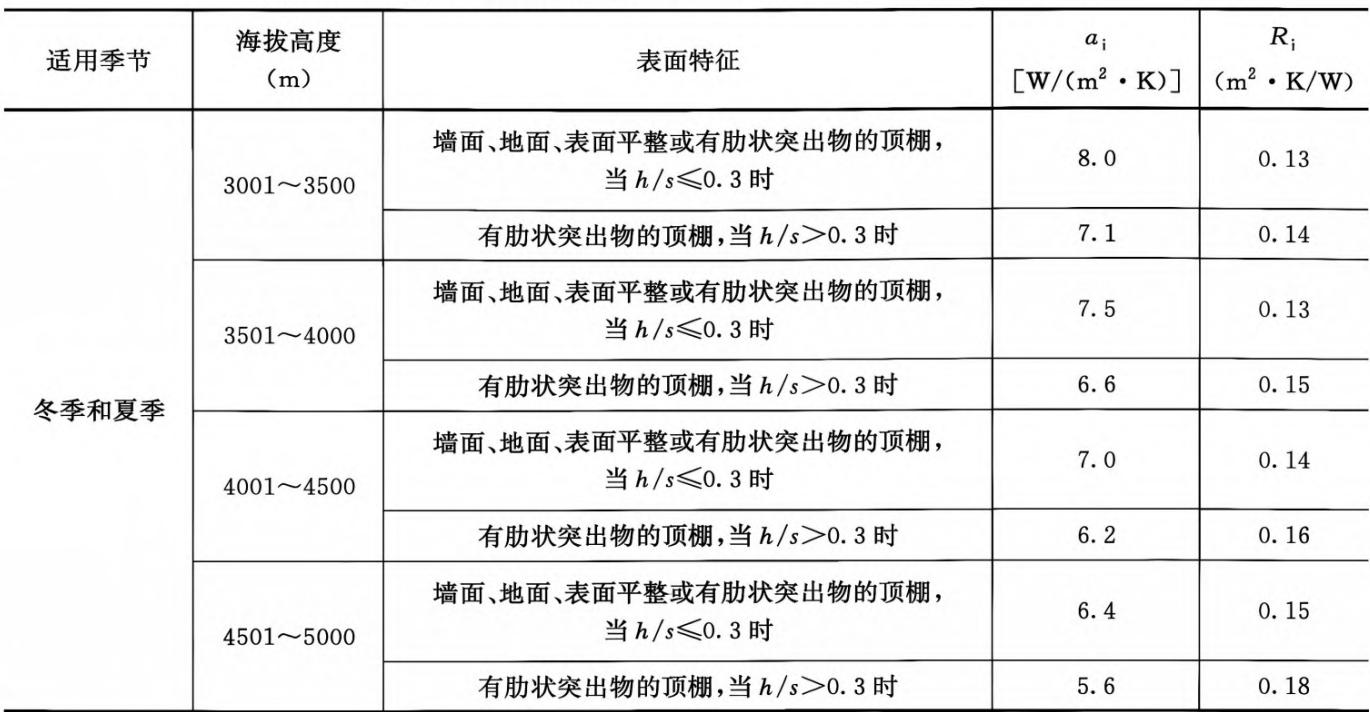 适用季节 海拔高度 (m) 表面特征 aᵢ [W/(m²・K)] Rᵢ (m²・K/W)
冬季和夏季
3001～3500
墙面、地面、表面平整或有肋状突出物的顶棚，
当 h/s≤0.3 时
8.0 0.13
有肋状突出物的顶棚，当 h/s>0.3 时 7.1 0.14
3501～4000
墙面、地面、表面平整或有肋状突出物的顶棚，
当 h/s≤0.3 时
7.5 0.13
有肋状突出物的顶棚，当 h/s>0.3 时 6.6 0.15
4001～4500
墙面、地面、表面平整或有肋状突出物的顶棚，
当 h/s≤0.3 时
7.0 0.14
有肋状突出物的顶棚，当 h/s>0.3 时 6.2 0.16
4501～5000
墙面、地面、表面平整或有肋状突出物的顶棚，
当 h/s≤0.3 时
6.4 0.15
有肋状突出物的顶棚，当 h/s>0.3 时 5.6 0.18